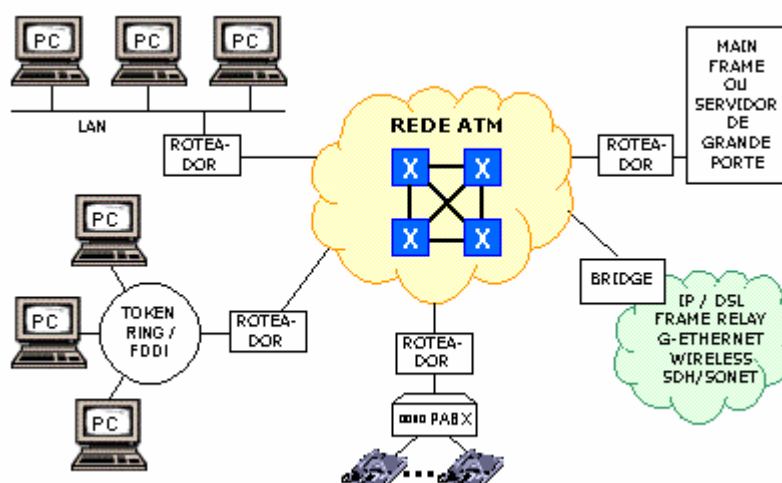 PC
PC
PC
LAN
ROTEA-
DOR
REDE ATM
X
X
X
X
ROTEA-
DOR
MAIN
FRAME
OU
SERVIDOR
DE
GRANDE
PORTE
PC
PC
PC
TOKEN
RING /
FDDI
ROTEA-
DOR
ROTEA-
DOR
PABX
BRIDGE
IP / DSL
FRAME RELAY
G-ETHERNET
WIRELESS
SDH/SONET